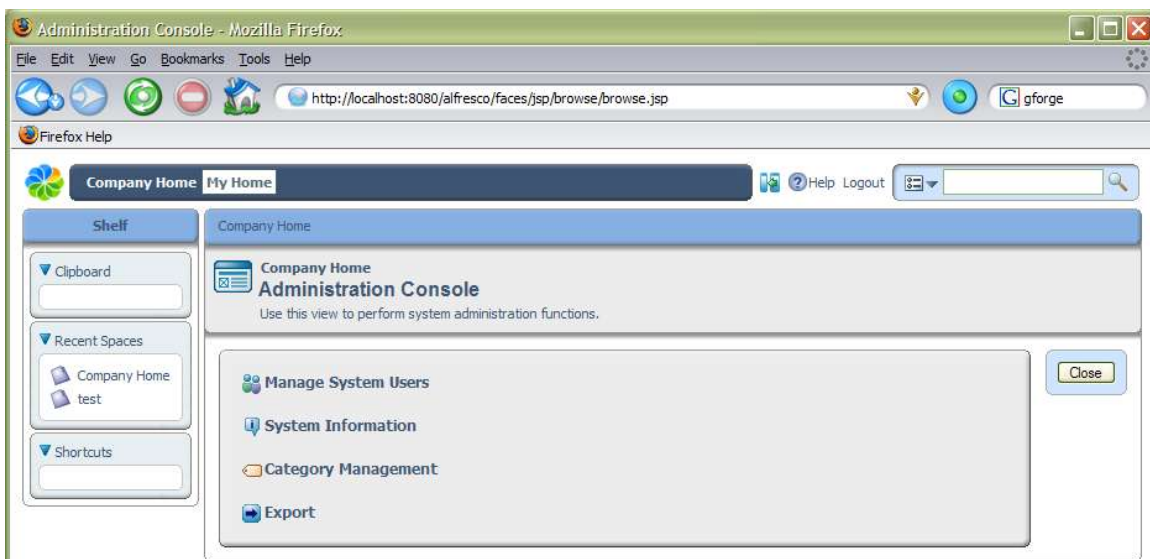 Administration Console - Mozilla Firefox
File Edit View Go Bookmarks Tools Help
http://localhost:8080/alfresco/faces/jsp/browse/browse.jsp
G gforge
Firefox Help
Company Home My Home
Help Logout
Shelf
Company Home
Clipboard
Recent Spaces
Company Home
test
Shortcuts
Company Home
Administration Console
Use this view to perform system administration functions.
Manage System Users
System Information
Category Management
Export
Close